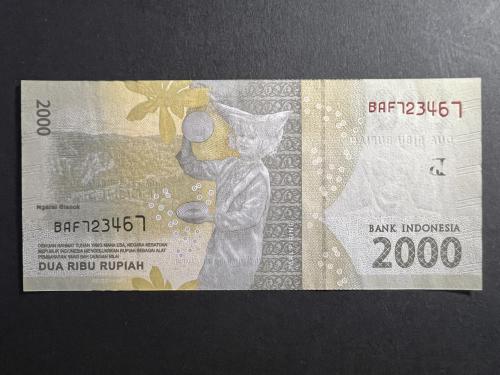 2000
BAF723467
Ngarai Sianok
BAF723467
DENGAN RAHMAT TUHAN YANG MAHA ESA, NEGARA KESATUAN
REPUBLIK INDONESIA MENGELUARKAN RUPIAH SEBAGAI ALAT
PEMBAYARAN YANG SAH DENGAN NILAI
DUA RIBU RUPIAH
BANK INDONESIA
2000